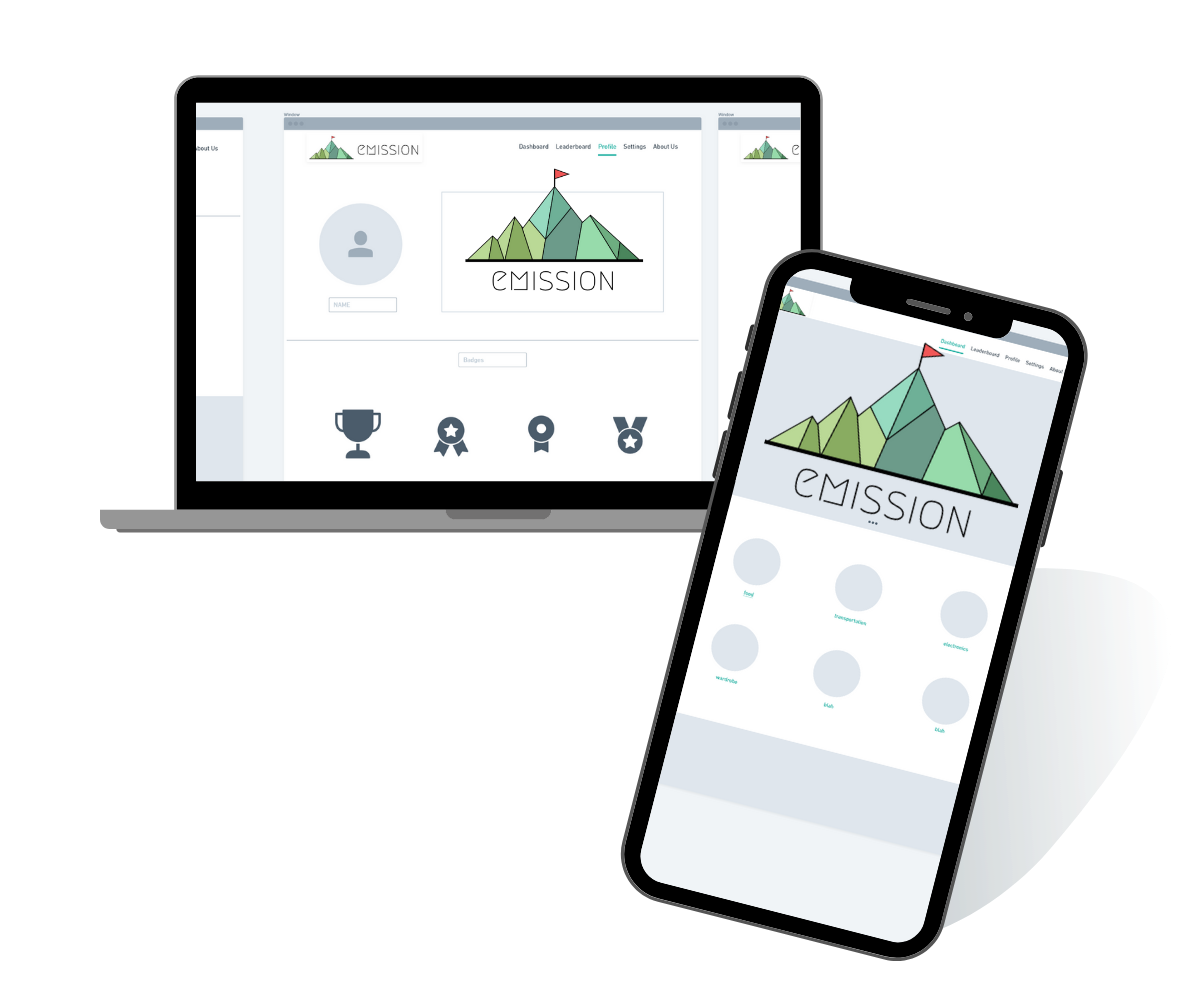 Window
Window
About Us
eMISSION
Dashboard Leaderboard Profile Settings About Us
eMISSION
NAME
Badges
Dashboard Leaderboard Profile Settings About
eMISSION
food
transportation
electronics
wardrobe
blah
blah